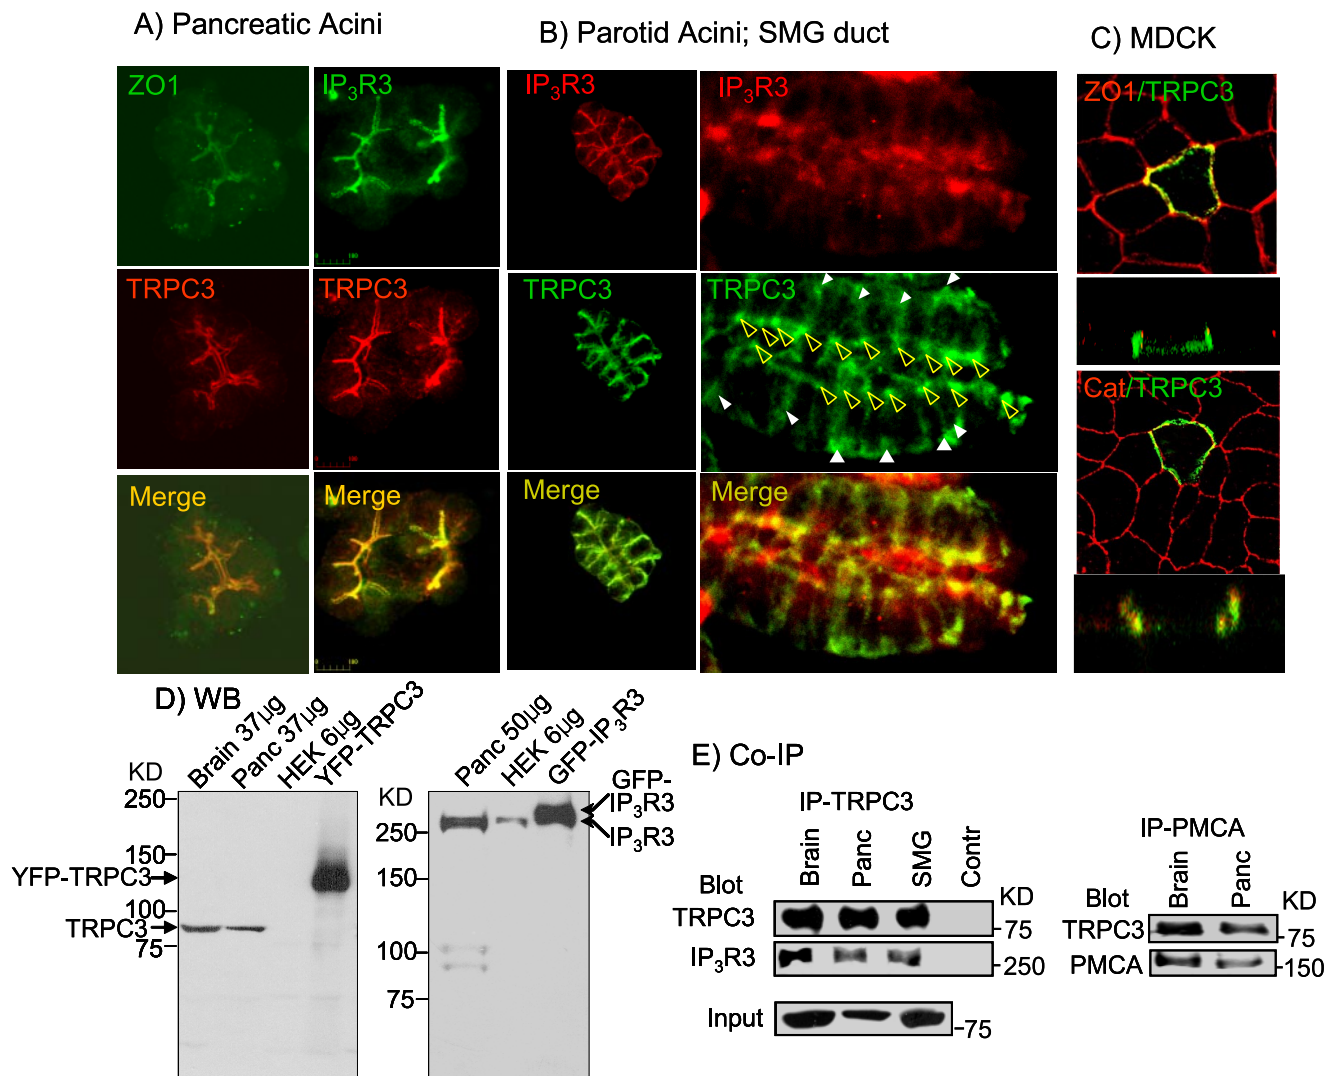 A) Pancreatic Acini
B) Parotid Acini; SMG duct
C) MDCK
ZO1
IP3R3
IP3R3
IP3R3
ZO1/TRPC3
TRPC3
TRPC3
TRPC3
TRPC3
Cat/TRPC3
Merge
Merge
Merge
Merge
D) WB
Brain 37µg
Panc 37µg
HEK 6µg
YFP-TRPC3
KD
250
150
100
75
YFP-TRPC3
TRPC3
Panc 50µg
HEK 6µg
GFP-IP3R3
KD
250
150
100
75
GFP-
IP3R3
IP3R3
E) Co-IP
IP-TRPC3
Blot
Brain
Panc
SMG
Contr
KD
TRPC3
-75
IP3R3
-250
Input
-75
IP-PMCA
Blot
Brain
Panc
KD
TRPC3
-75
PMCA
-150